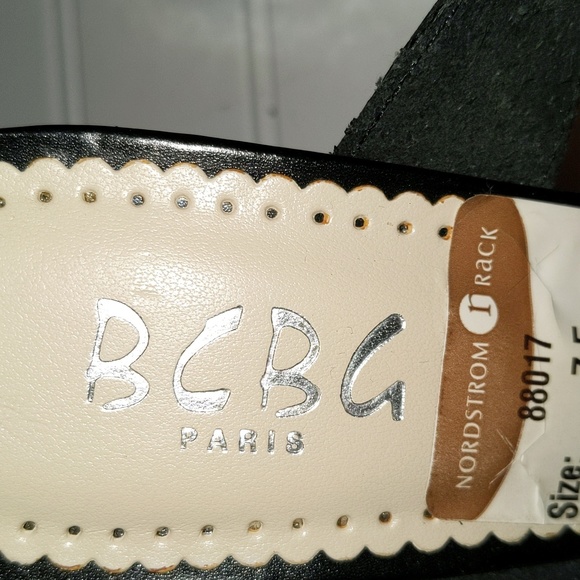 BCBG
PARIS
NORDSTROM n RACK
88017
Size: